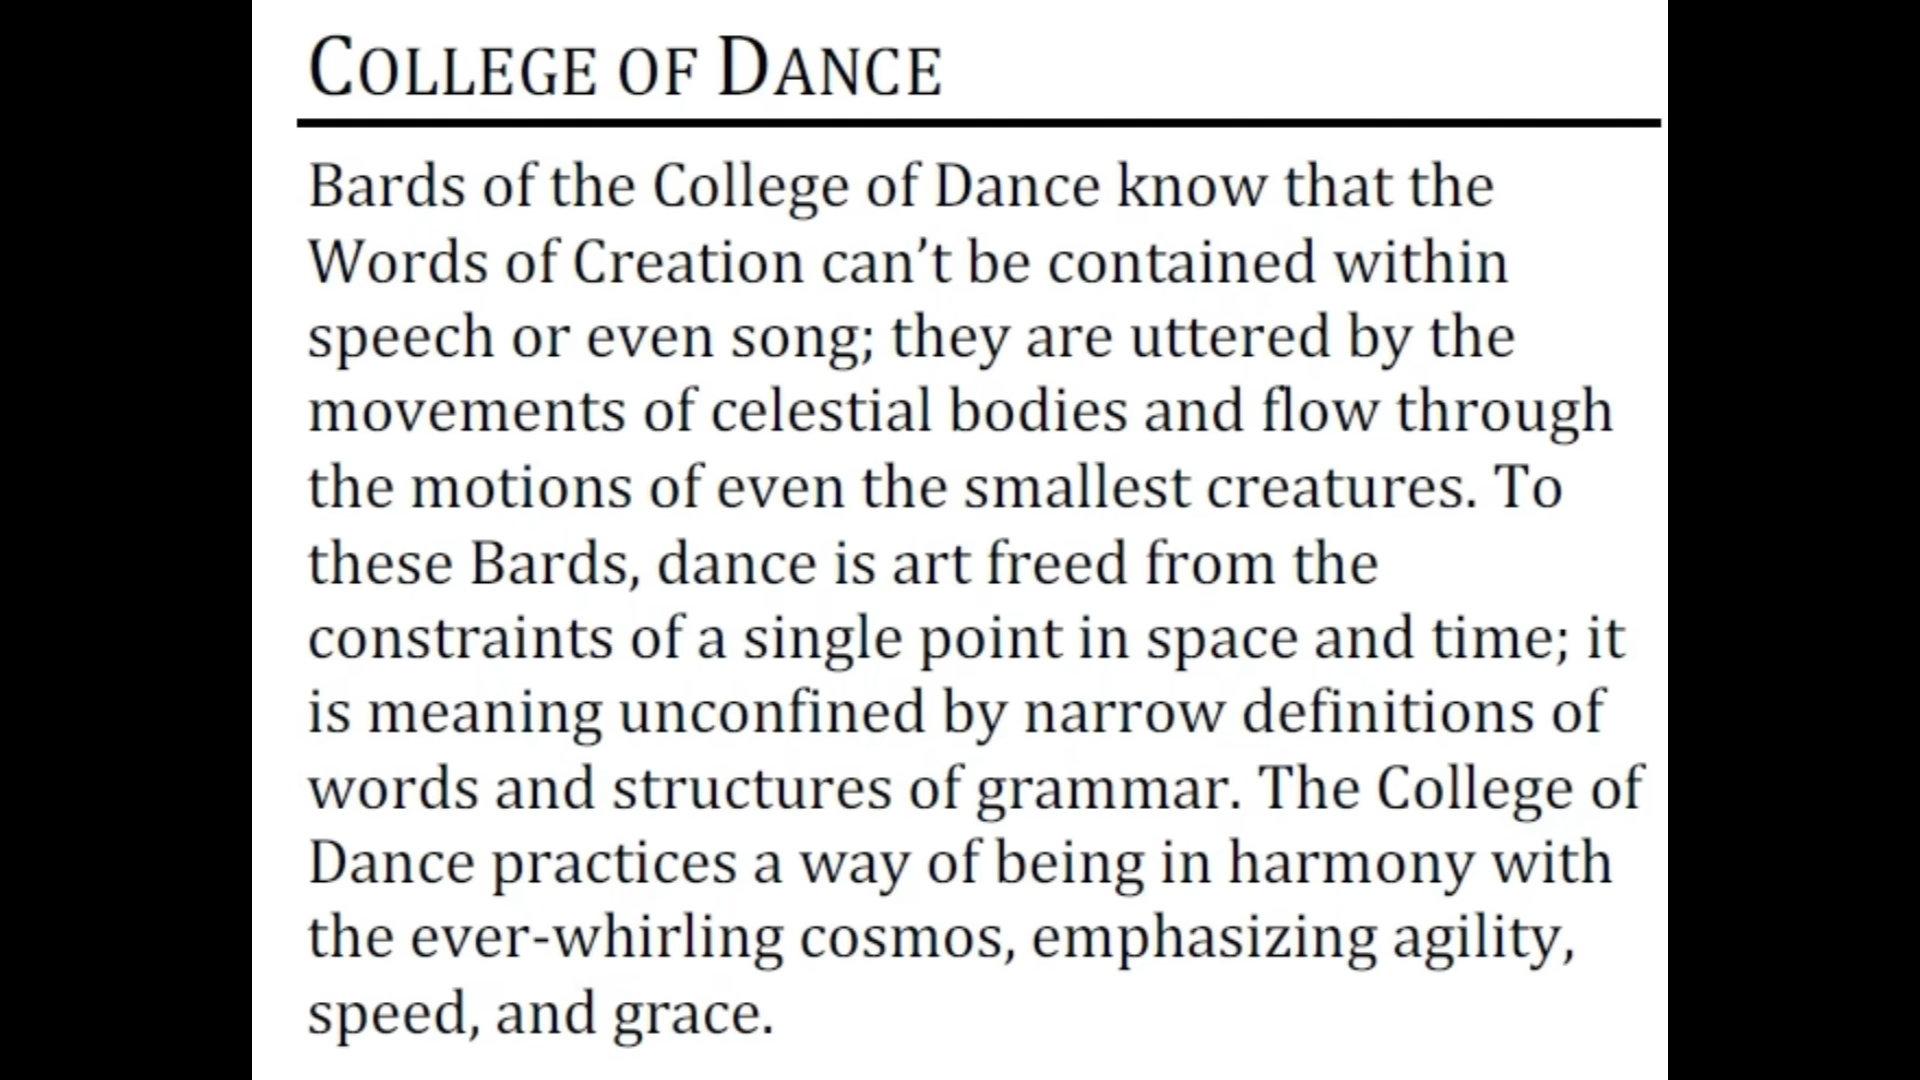 COLLEGE OF DANCE
Bards of the College of Dance know that the
Words of Creation can’t be contained within
speech or even song; they are uttered by the
movements of celestial bodies and flow through
the motions of even the smallest creatures. To
these Bards, dance is art freed from the
constraints of a single point in space and time; it
is meaning unconfined by narrow definitions of
words and structures of grammar. The College of
Dance practices a way of being in harmony with
the ever-whirling cosmos, emphasizing agility,
speed, and grace.